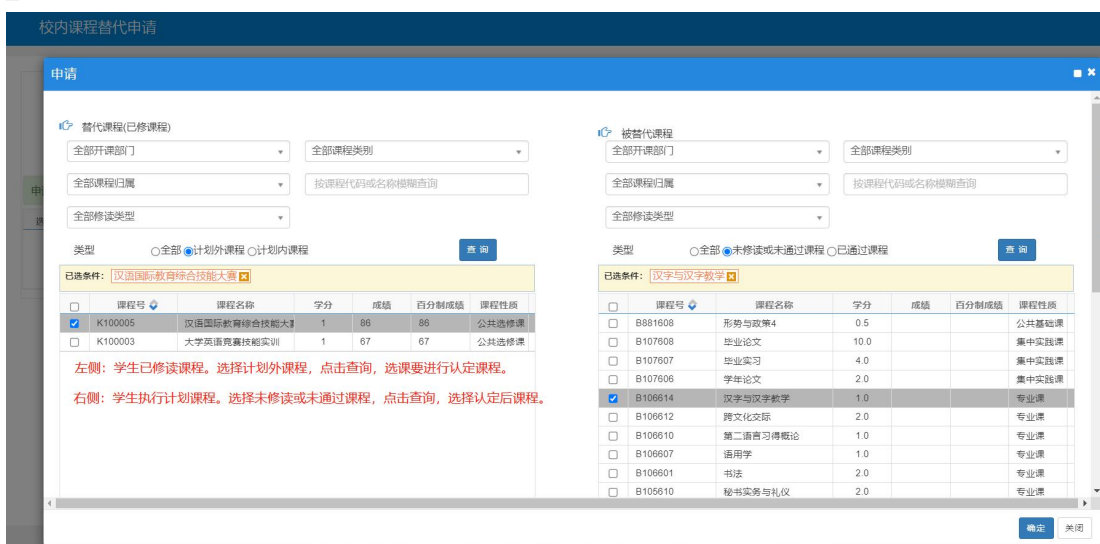 校内课程替代申请
申请
替代课程(已修课程)
全部开课部门 全部课程类别
全部课程归属 按课程代码或名称模糊查询
全部修读类型
类型 全部 计划外课程 计划内课程 查询
已选条件: 汉语国际教育综合技能大赛
课程号 课程名称 学分 成绩 百分制成绩 课程性质
K100005 汉语国际教育综合技能大 1 86 86 公共选修课
K100003 大学英语竞赛技能实训 1 67 67 公共选修课
左侧：学生已修读课程。选择计划外课程，点击查询，选课要进行认定课程。
右侧：学生执行计划课程。选择未修读或未通过课程，点击查询，选择认定后课程。
被替代课程
全部开课部门 全部课程类别
全部课程归属 按课程代码或名称模糊查询
全部修读类型
类型 全部 未修读或未通过课程 已通过课程 查询
已选条件: 汉字与汉字教学
课程号 课程名称 学分 成绩 百分制成绩 课程性质
B881608 形势与政策4 0.5 公共基础课
B107608 毕业论文 10.0 集中实践课
B107607 毕业实习 4.0 集中实践课
B107606 学年论文 2.0 集中实践课
B106614 汉字与汉字教学 1.0 专业课
B106612 跨文化交际 2.0 专业课
B106610 第二语言习得概论 1.0 专业课
B106607 语用学 1.0 专业课
B106601 书法 2.0 专业课
B105610 秘书实务与礼仪 2.0 专业课
确定 关闭